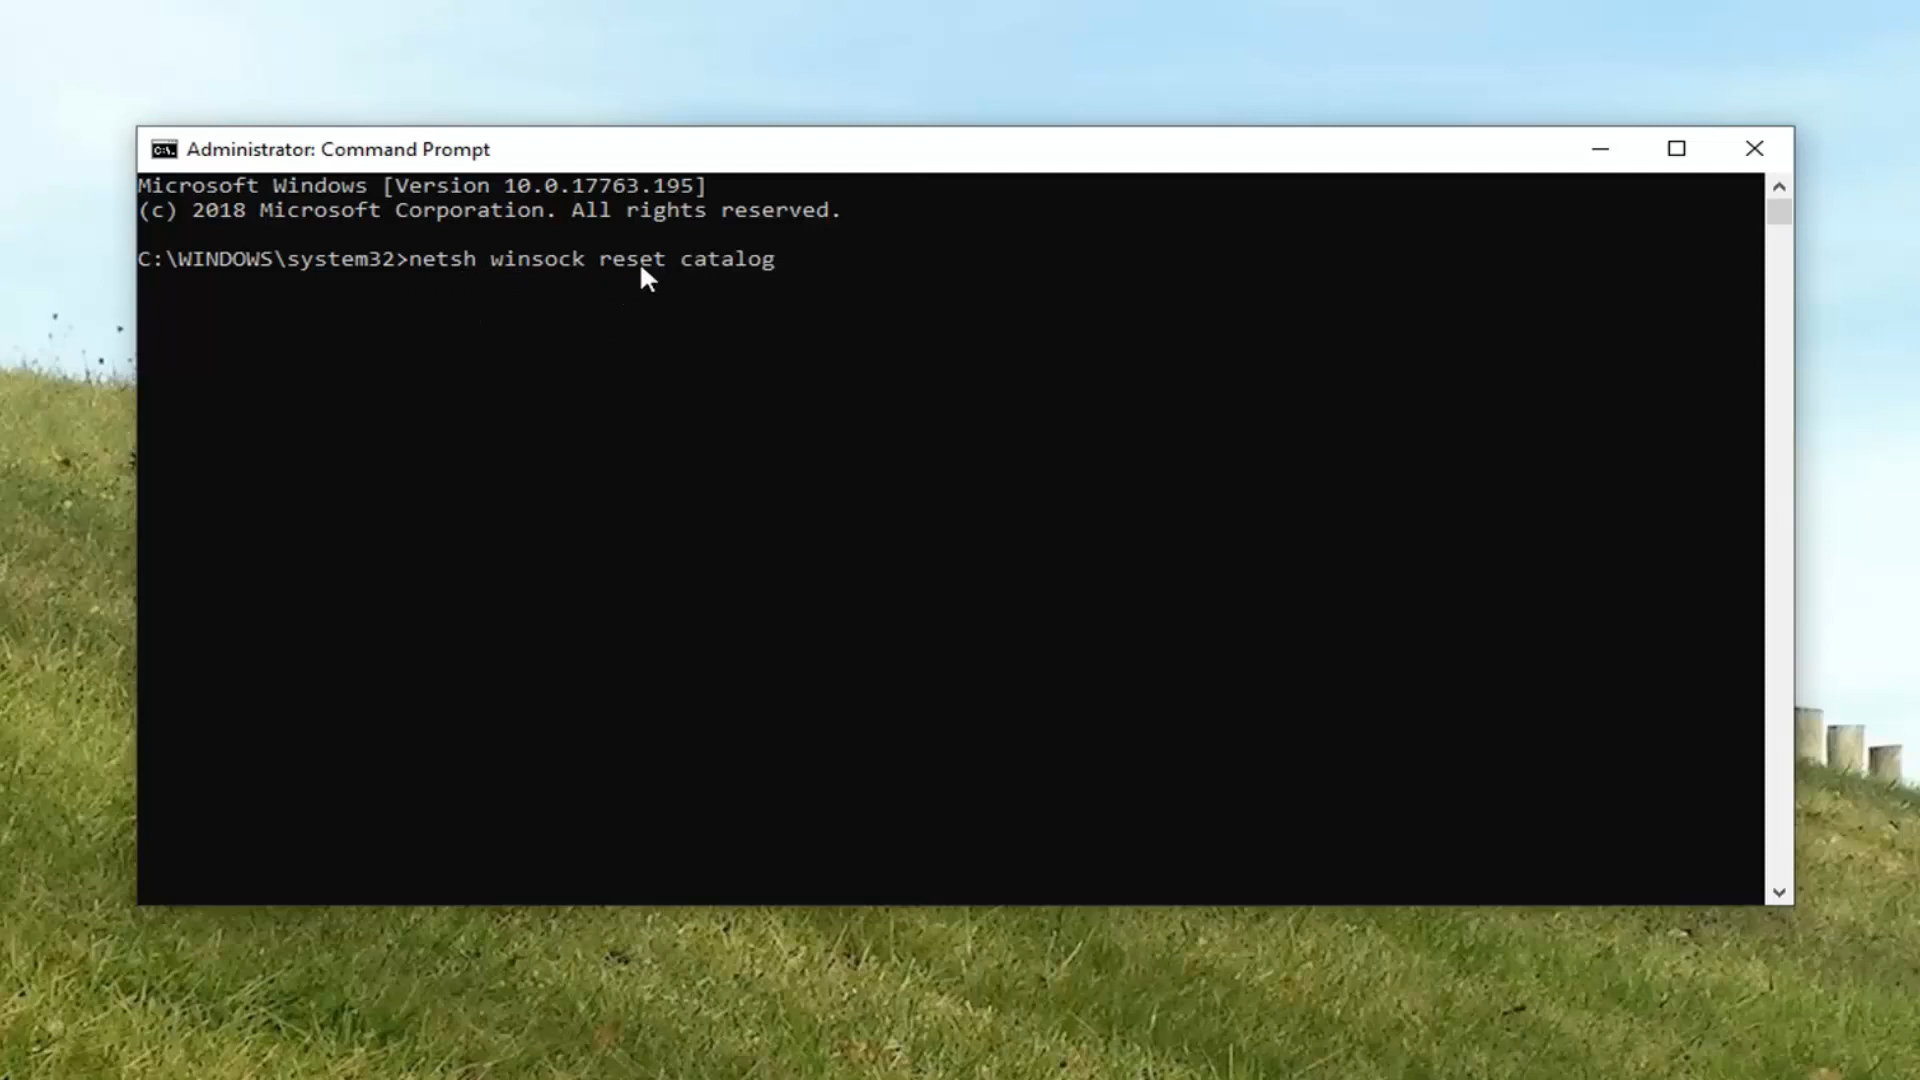 Administrator: Command Prompt
Microsoft Windows [Version 10.0.17763.195]
(c) 2018 Microsoft Corporation. All rights reserved.
C:\WINDOWS\system32>netsh winsock reset catalog